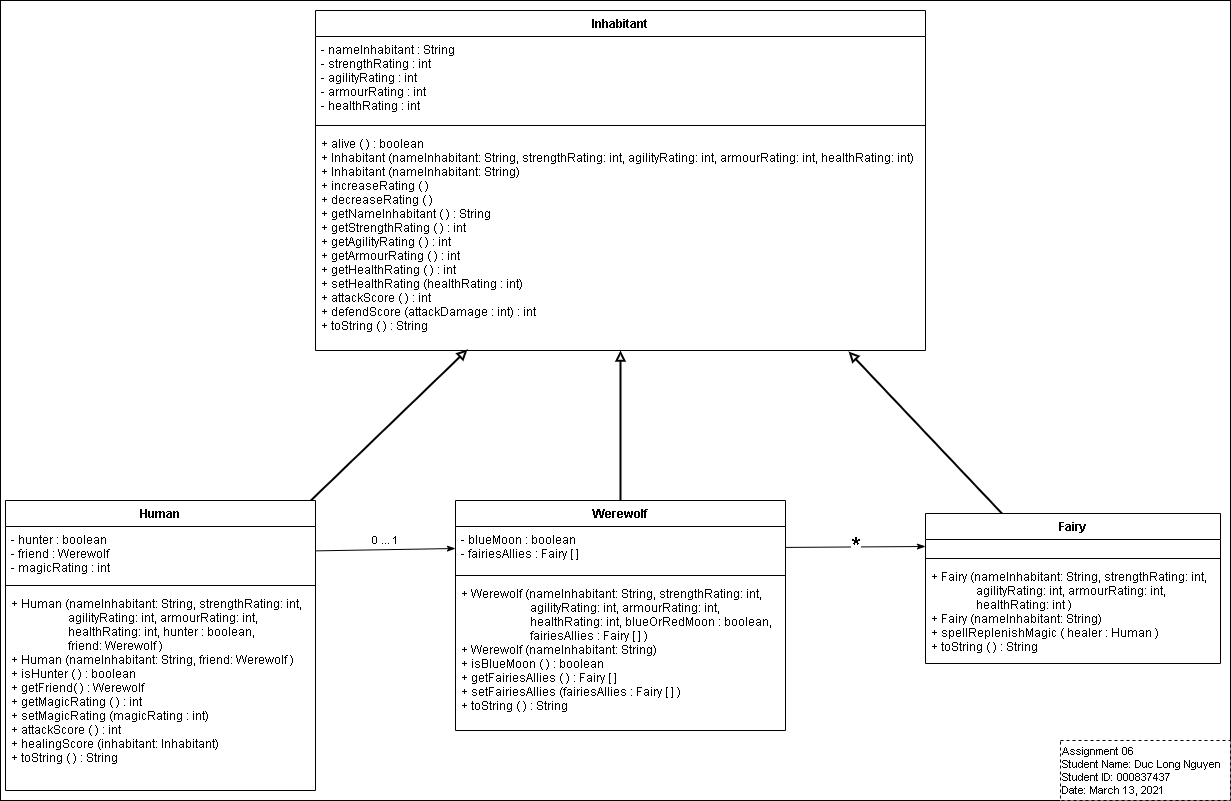 Inhabitant
- nameInhabitant : String
- strengthRating : int
- agilityRating : int
- armourRating : int
- healthRating : int
+ alive ( ) : boolean
+ Inhabitant (nameInhabitant: String, strengthRating: int, agilityRating: int, armourRating: int, healthRating: int)
+ Inhabitant (nameInhabitant: String)
+ increaseRating ( )
+ decreaseRating ( )
+ getNameInhabitant ( ) : String
+ getStrengthRating ( ) : int
+ getAgilityRating ( ) : int
+ getArmourRating ( ) : int
+ getHealthRating ( ) : int
+ setHealthRating (healthRating : int)
+ attackScore ( ) : int
+ defendScore (attackDamage : int) : int
+ toString ( ) : String
Human
- hunter : boolean
- friend : Werewolf
- magicRating : int
+ Human (nameInhabitant: String, strengthRating: int,
agilityRating: int, armourRating: int,
healthRating: int, hunter : boolean,
friend: Werewolf )
+ Human (nameInhabitant: String, friend: Werewolf )
+ isHunter ( ) : boolean
+ getFriend() : Werewolf
+ getMagicRating ( ) : int
+ setMagicRating (magicRating : int)
+ attackScore ( ) : int
+ healingScore (inhabitant: Inhabitant)
+ toString ( ) : String
0 ... 1
Werewolf
- blueMoon : boolean
- fairiesAllies : Fairy [ ]
+ Werewolf (nameInhabitant: String, strengthRating: int,
agilityRating: int, armourRating: int,
healthRating: int, blueOrRedMoon : boolean,
fairiesAllies : Fairy [ ] )
+ Werewolf (nameInhabitant: String)
+ isBlueMoon ( ) : boolean
+ getFairiesAllies ( ) : Fairy [ ]
+ setFairiesAllies (fairiesAllies : Fairy [ ] )
+ toString ( ) : String
*
Fairy
+ Fairy (nameInhabitant: String, strengthRating: int,
agilityRating: int, armourRating: int,
healthRating: int )
+ Fairy (nameInhabitant: String)
+ spellReplenishMagic ( healer : Human )
+ toString ( ) : String
Assignment 06
Student Name: Duc Long Nguyen
Student ID: 000837437
Date: March 13, 2021